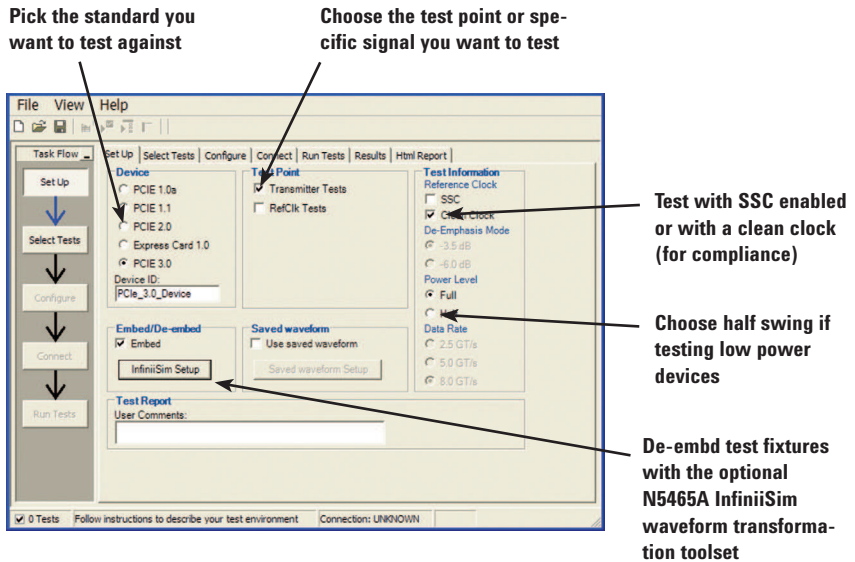 Pick the standard you
want to test against
Choose the test point or spe-
cific signal you want to test
File View Help
Task Flow
Set Up
Select Tests
Configure
Connect
Run Tests
Set Up Select Tests Configure Connect Run Tests Results Html Report
Device
PCIE 1.0a
PCIE 1.1
PCIE 2.0
Express Card 1.0
PCIE 3.0
Device ID:
PCIe_3.0_Device
Test Point
Transmitter Tests
RefClk Tests
Test Information
Reference Clock
SSC
Clean Clock
De-Emphasis Mode
-3.5 dB
-6.0 dB
Power Level
Full
Data Rate
2.5 GT/s
5.0 GT/s
8.0 GT/s
Embed/De-embed
Embed
InfiniiSim Setup
Saved waveform
Use saved waveform
Saved waveform Setup
Test Report
User Comments:
0 Tests Follow instructions to describe your test environment Connection: UNKNOWN
Test with SSC enabled
or with a clean clock
(for compliance)
Choose half swing if
testing low power
devices
De-embd test fixtures
with the optional
N5465A InfiniiSim
waveform transforma-
tion toolset